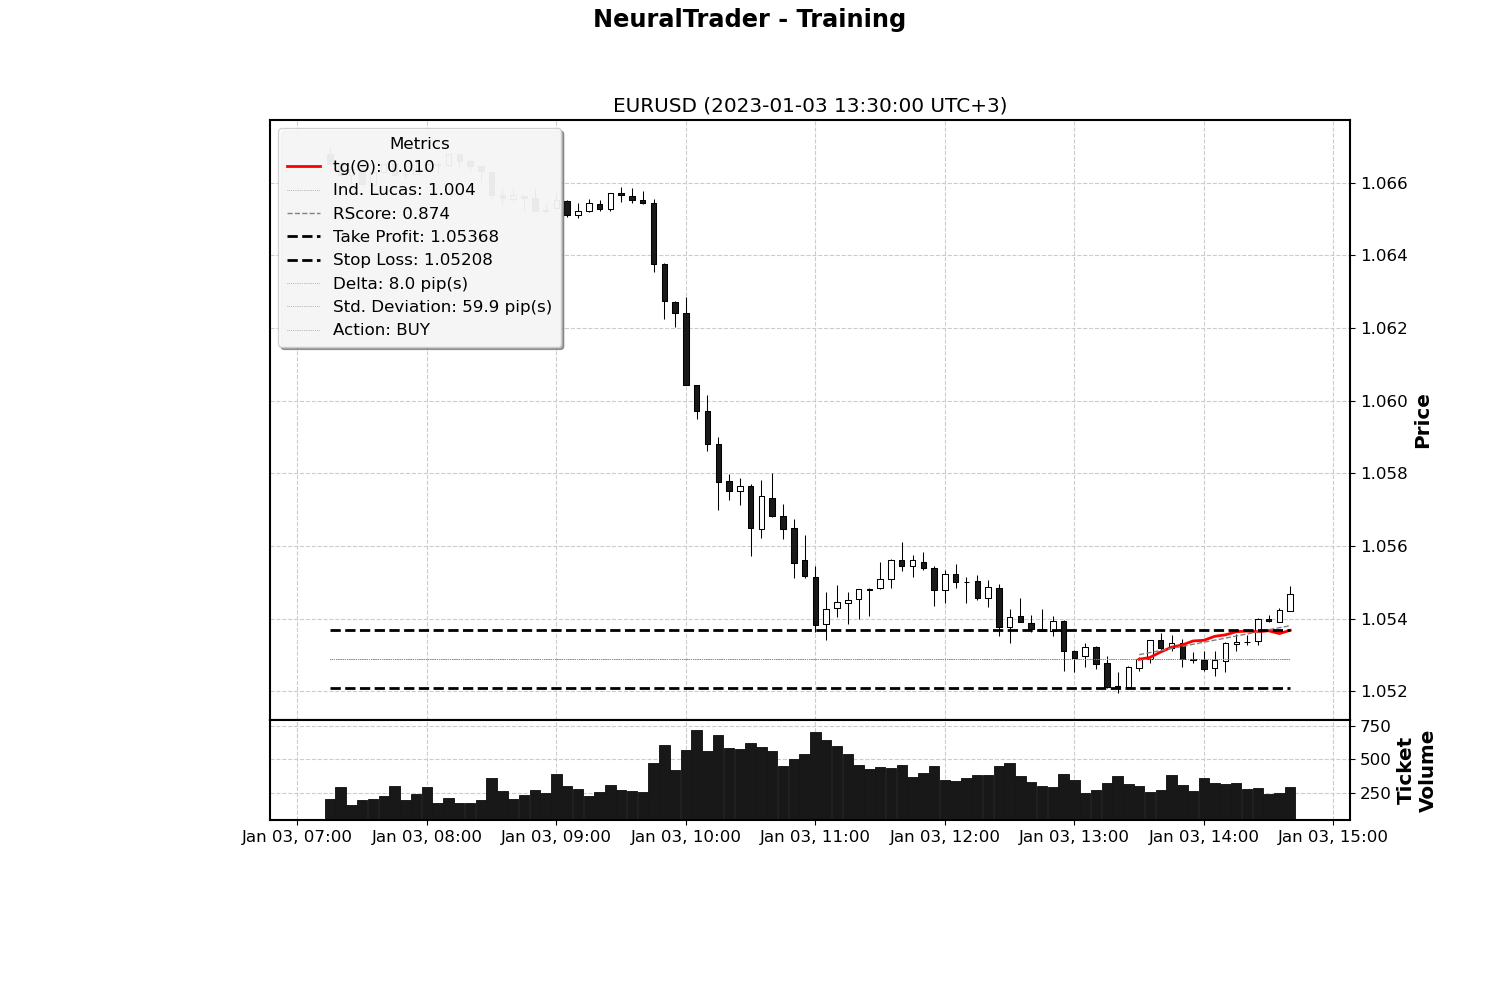 NeuralTrader - Training
EURUSD (2023-01-03 13:30:00 UTC+3)
Metrics
tg(Θ): 0.010
Ind. Lucas: 1.004
RScore: 0.874
Take Profit: 1.05368
Stop Loss: 1.05208
Delta: 8.0 pip(s)
Std. Deviation: 59.9 pip(s)
Action: BUY
1.066
1.064
1.062
1.060
1.058
1.056
1.054
1.052
Price
750
500
250
Ticket
Volume
Jan 03, 07:00
Jan 03, 08:00
Jan 03, 09:00
Jan 03, 10:00
Jan 03, 11:00
Jan 03, 12:00
Jan 03, 13:00
Jan 03, 14:00
Jan 03, 15:00